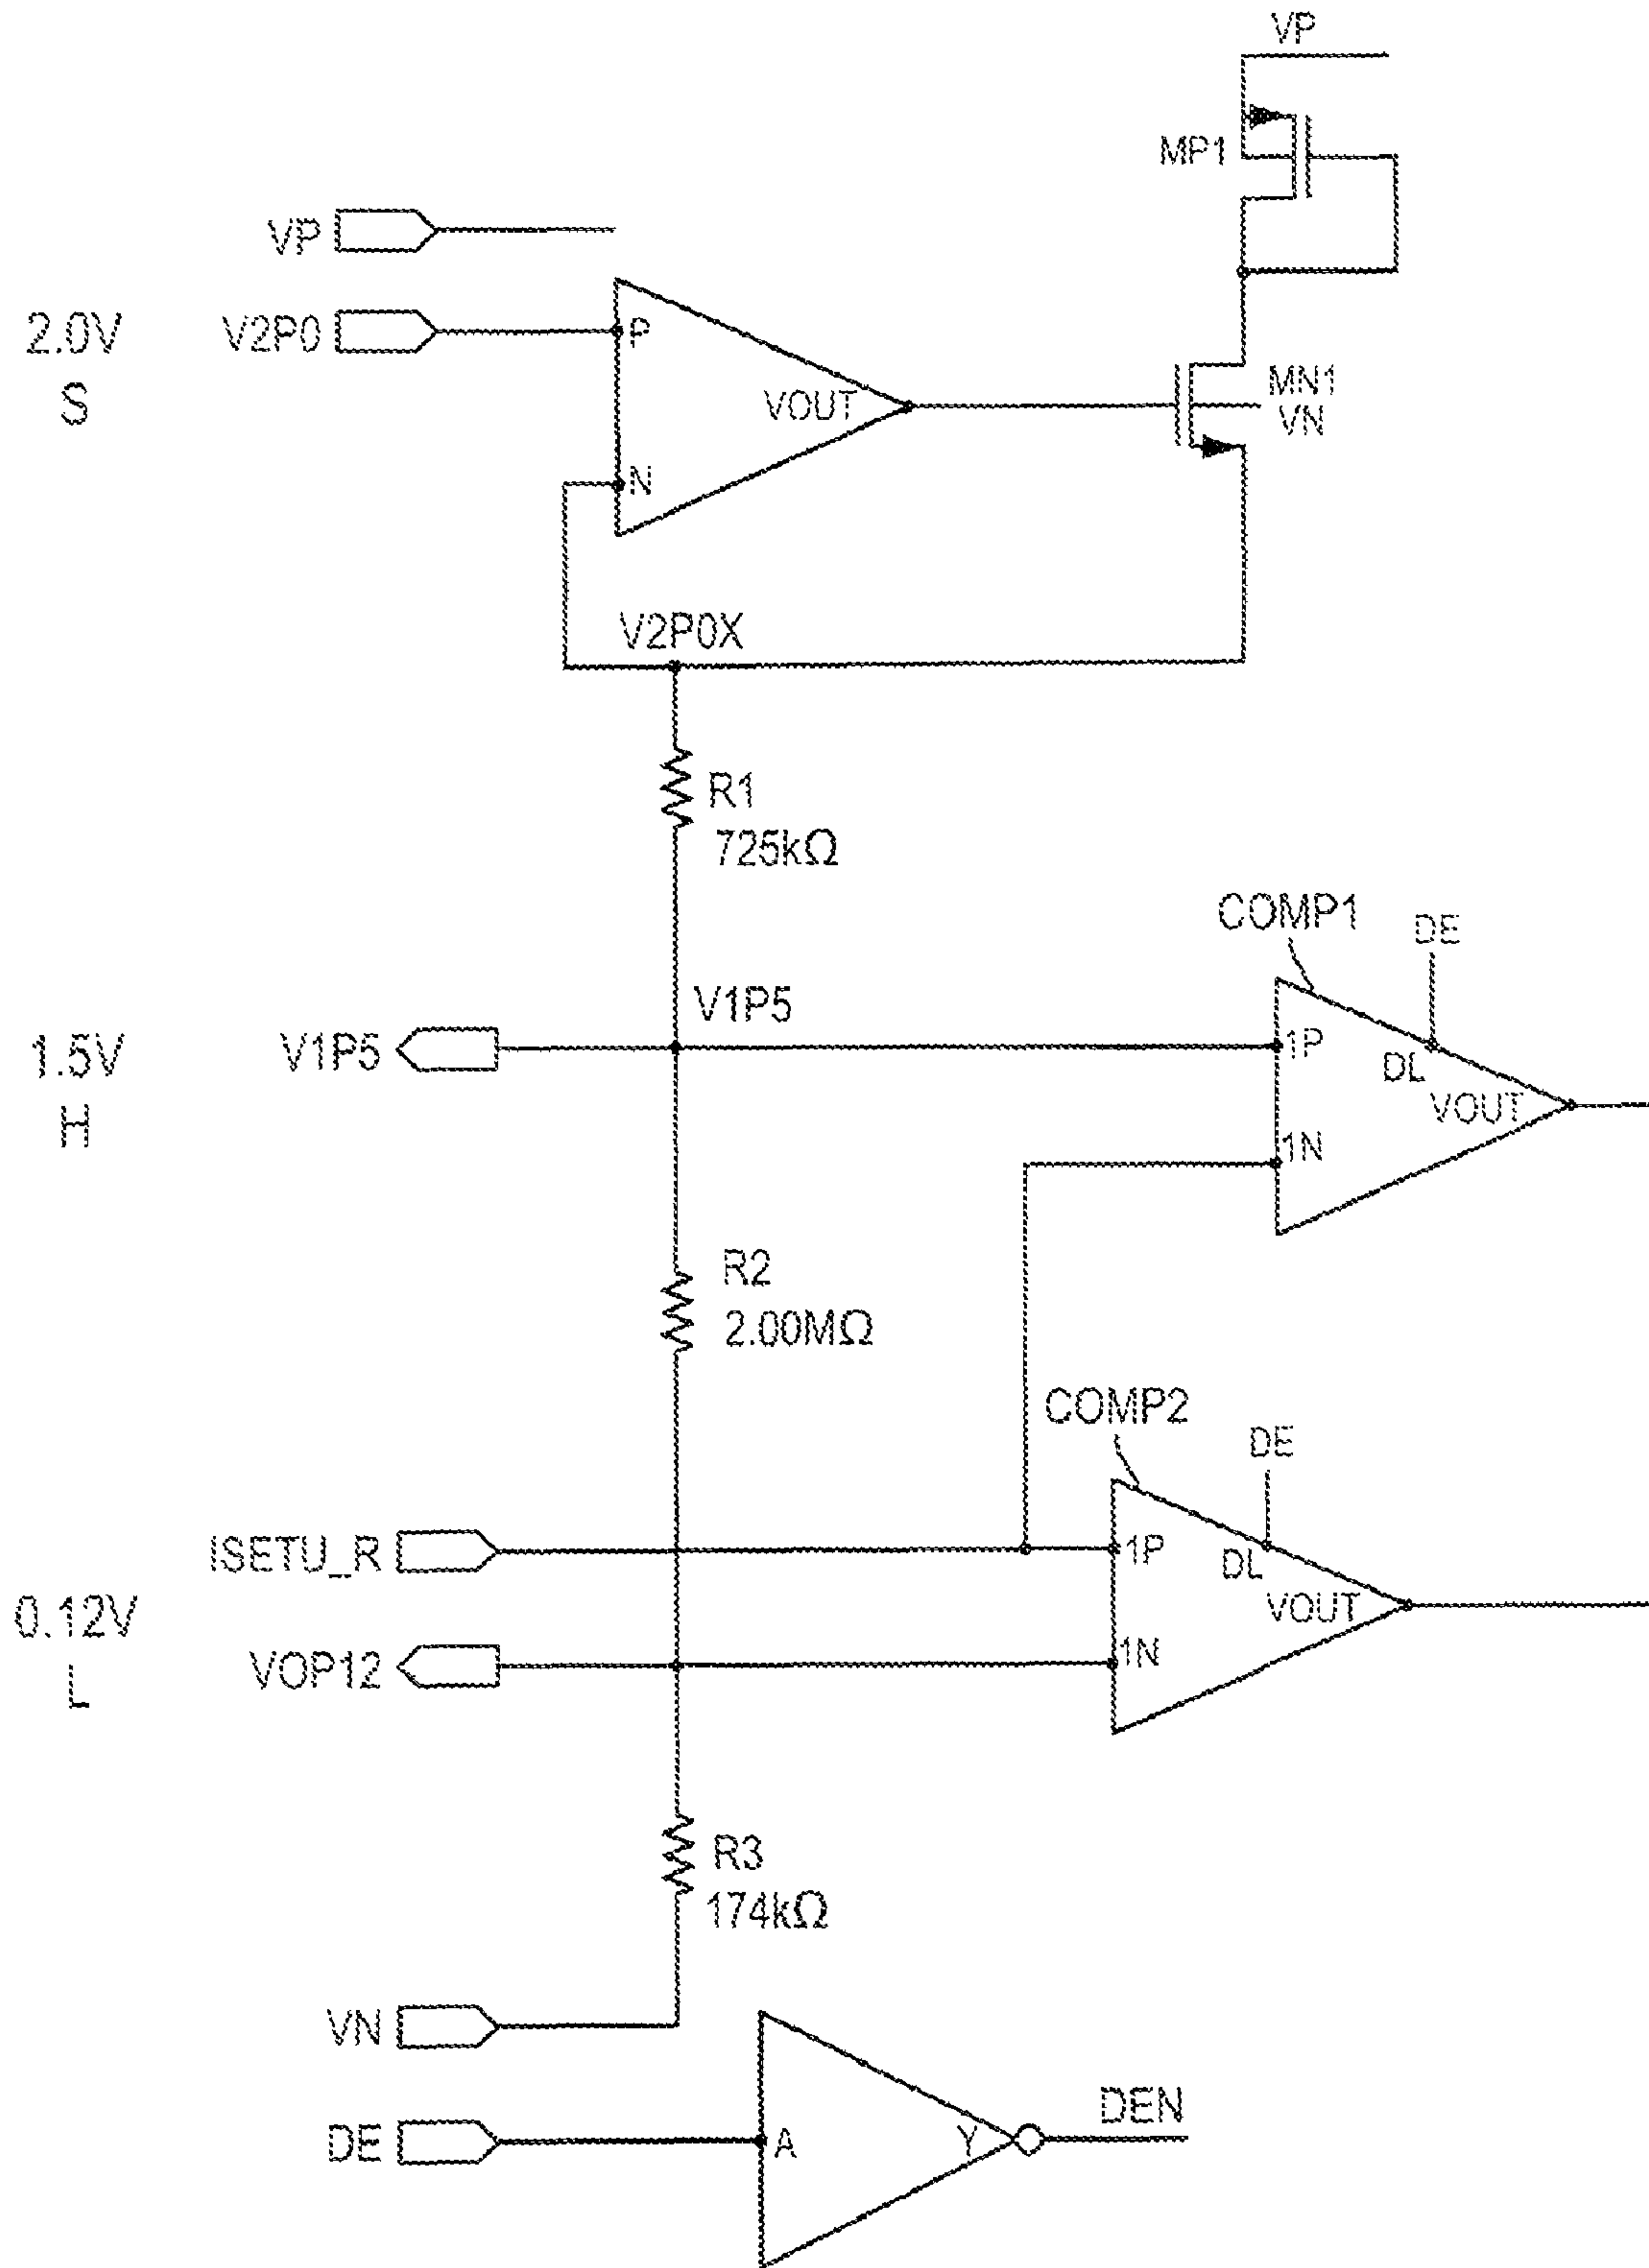 VP
MP1
VP
2.0V
S
V2P0
P
VOUT
N
MN1
VN
V2P0X
R1
725kΩ
COMP1
DE
V1P5
1.5V
H
V1P5
1P
DL
VOUT
1N
R2
2.00MΩ
COMP2
DE
ISETU_R
1P
DL
VOUT
0.12V
L
VOP12
1N
R3
174kΩ
VN
DE
A
Y
DEN